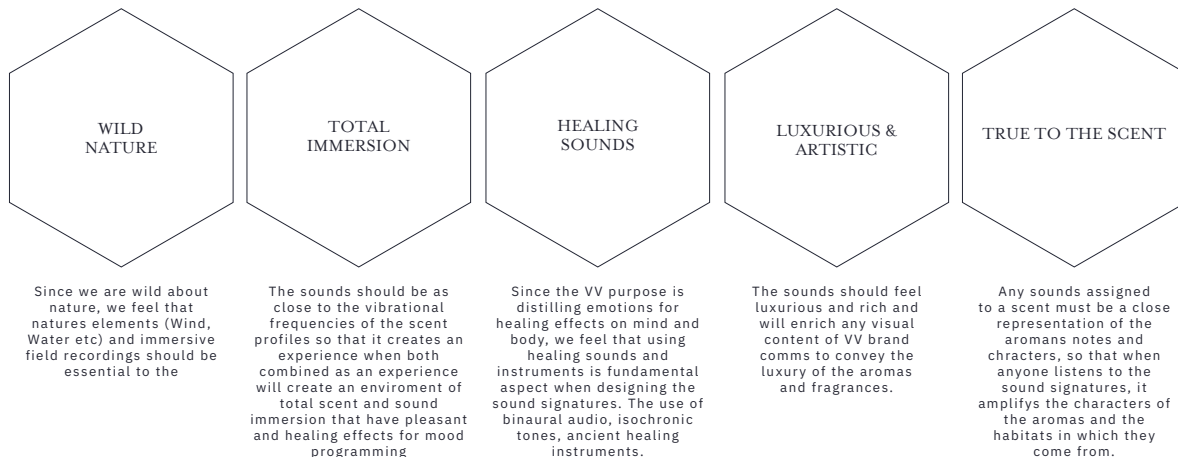 WILD
NATURE
TOTAL
IMMERSION
HEALING
SOUNDS
LUXURIOUS &
ARTISTIC
TRUE TO THE SCENT
Since we are wild about
nature, we feel that
natures elements (Wind,
Water etc) and immersive
field recordings should be
essential to the
The sounds should be as
close to the vibrational
frequencies of the scent
profiles so that it creates an
experience when both
combined as an experience
will create an enviroment of
total scent and sound
immersion that have pleasant
and healing effects for mood
programming
Since the VV purpose is
distilling emotions for
healing effects on mind and
body, we feel that using
healing sounds and
instruments is fundamental
aspect when designing the
sound signatures. The use of
binaural audio, isochronic
tones, ancient healing
instruments.
The sounds should feel
luxurious and rich and
will enrich any visual
content of VV brand
comms to convey the
luxury of the aromas
and fragrances.
Any sounds assigned
to a scent must be a close
representation of the
aromans notes and
chracters, so that when
anyone listens to the
sound signatures, it
amplifys the characters of
the aromas and the
habitats in which they
come from.